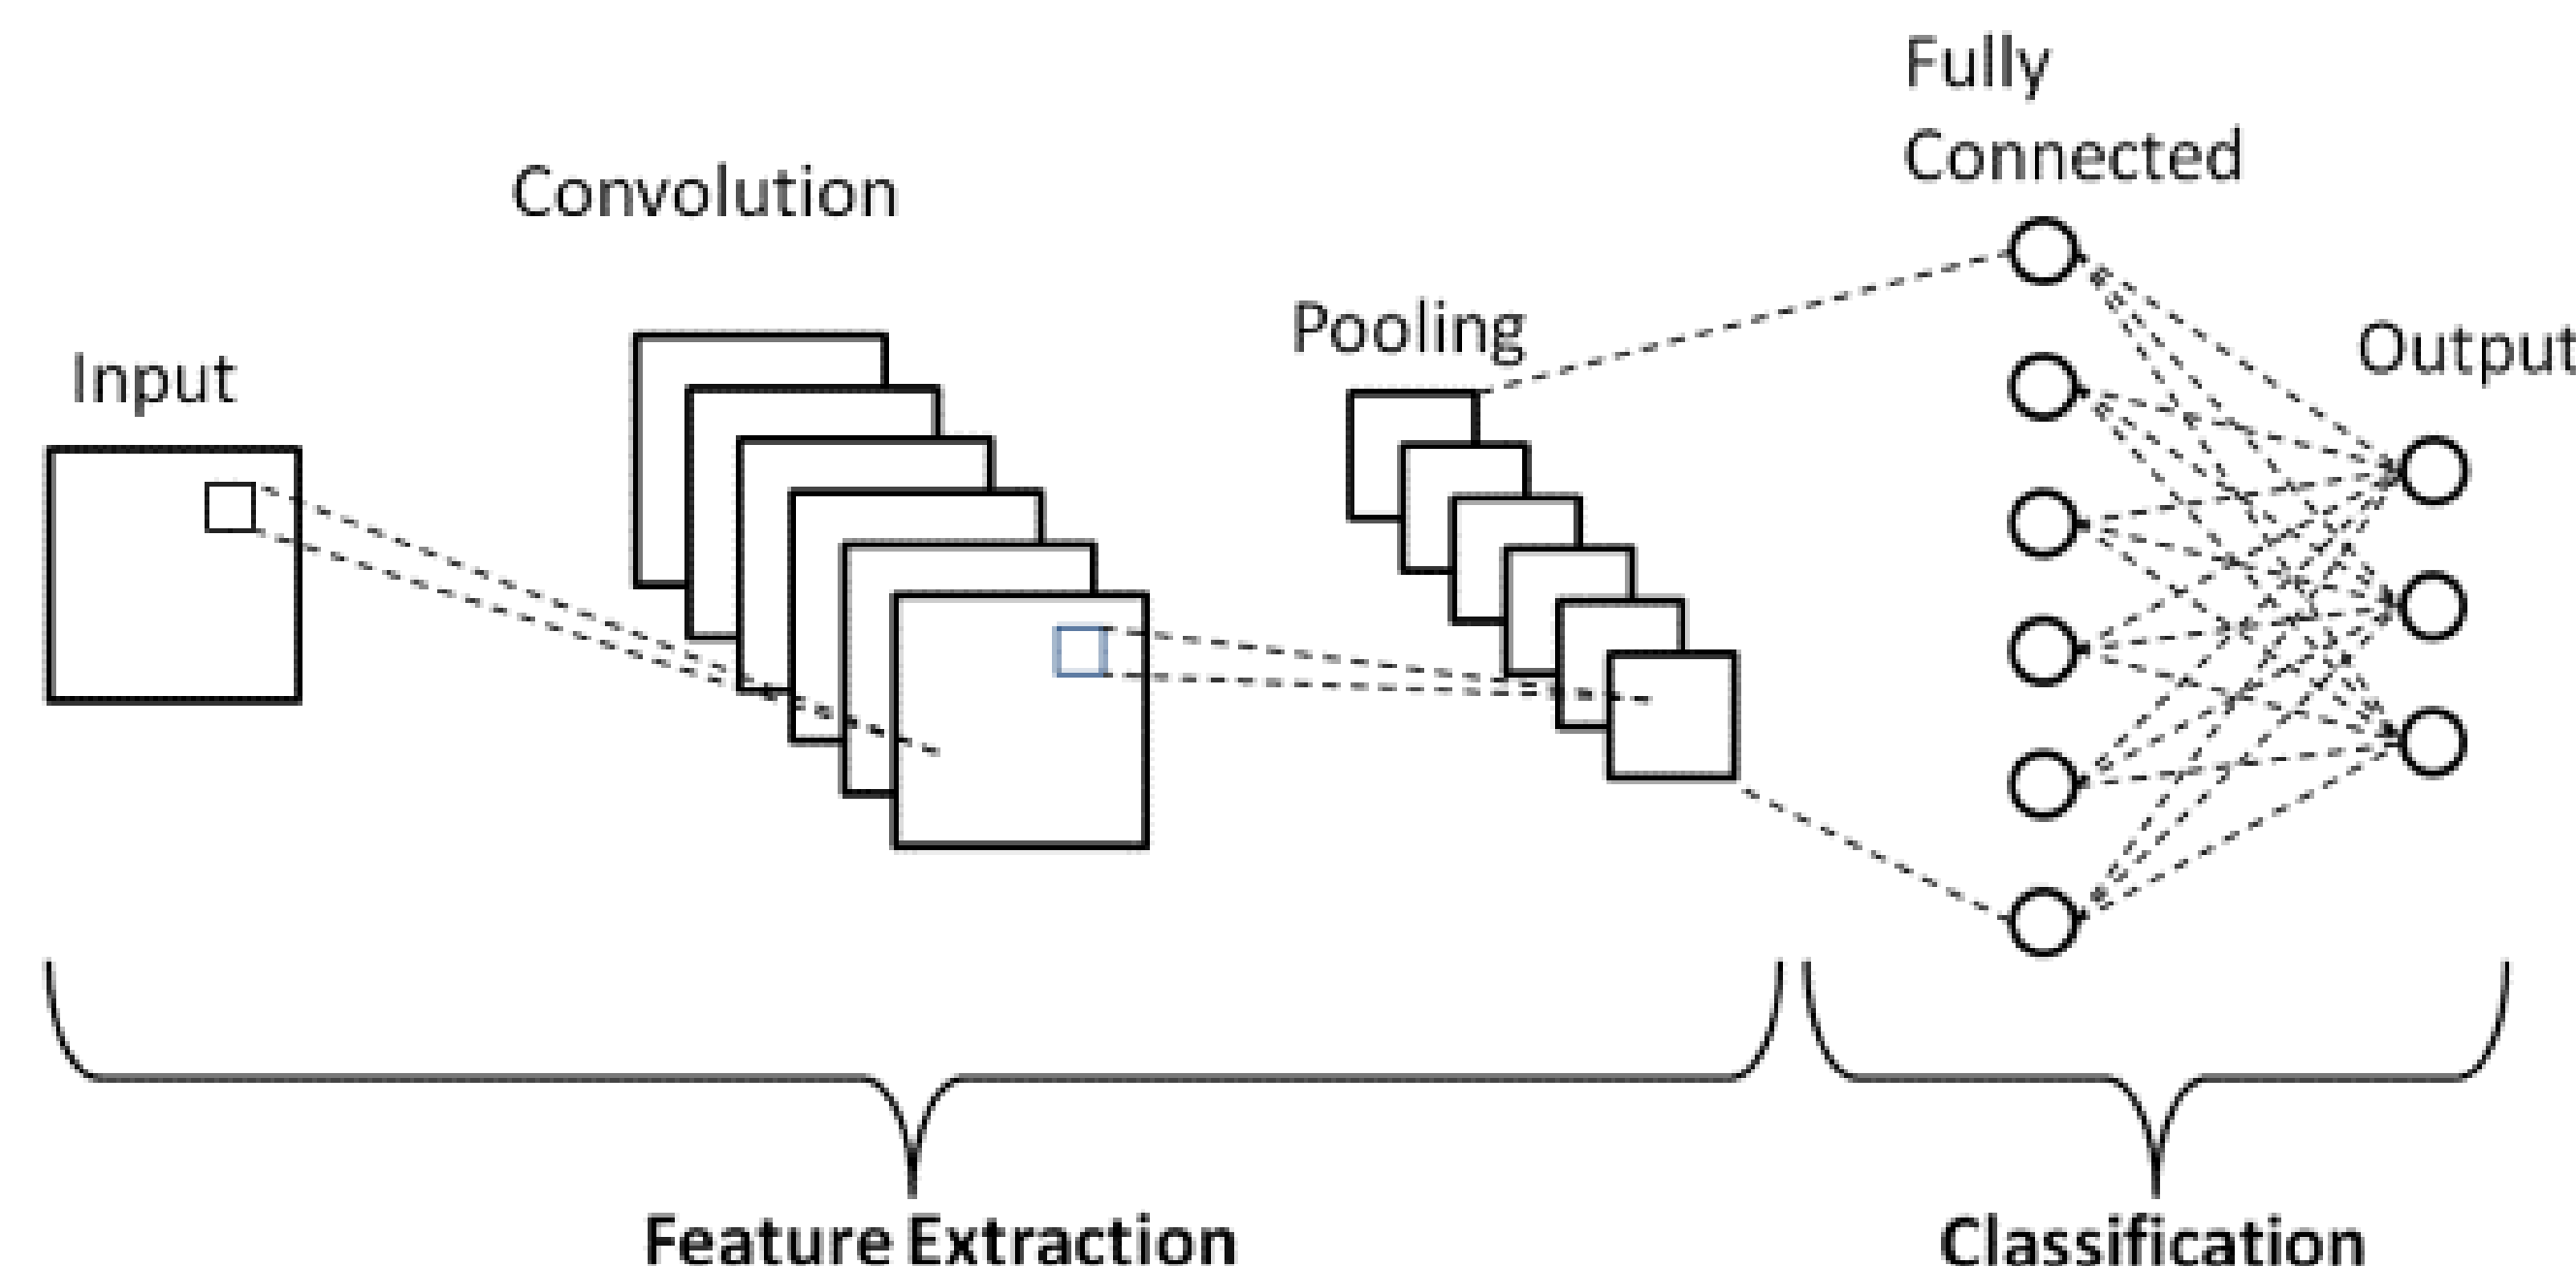 Fully
Connected
Convolution
Pooling
Output
Input
Feature Extraction
Classification